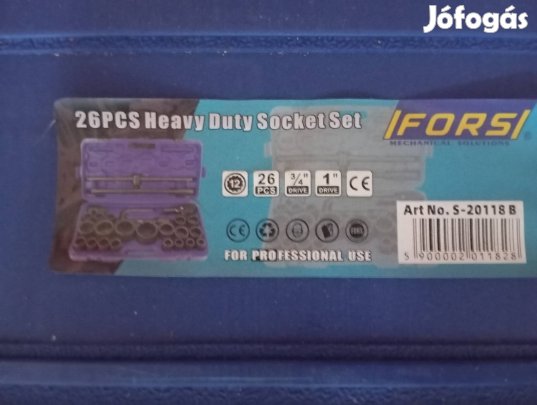 Jófogás
26PCS Heavy Duty Socket Set
FORS
MECHANICAL SOLUTIONS
12
26 PCS
3/4" DRIVE
1" DRIVE
CE
FOR PROFESSIONAL USE
Art No. S-20118 B
5 900002 011828